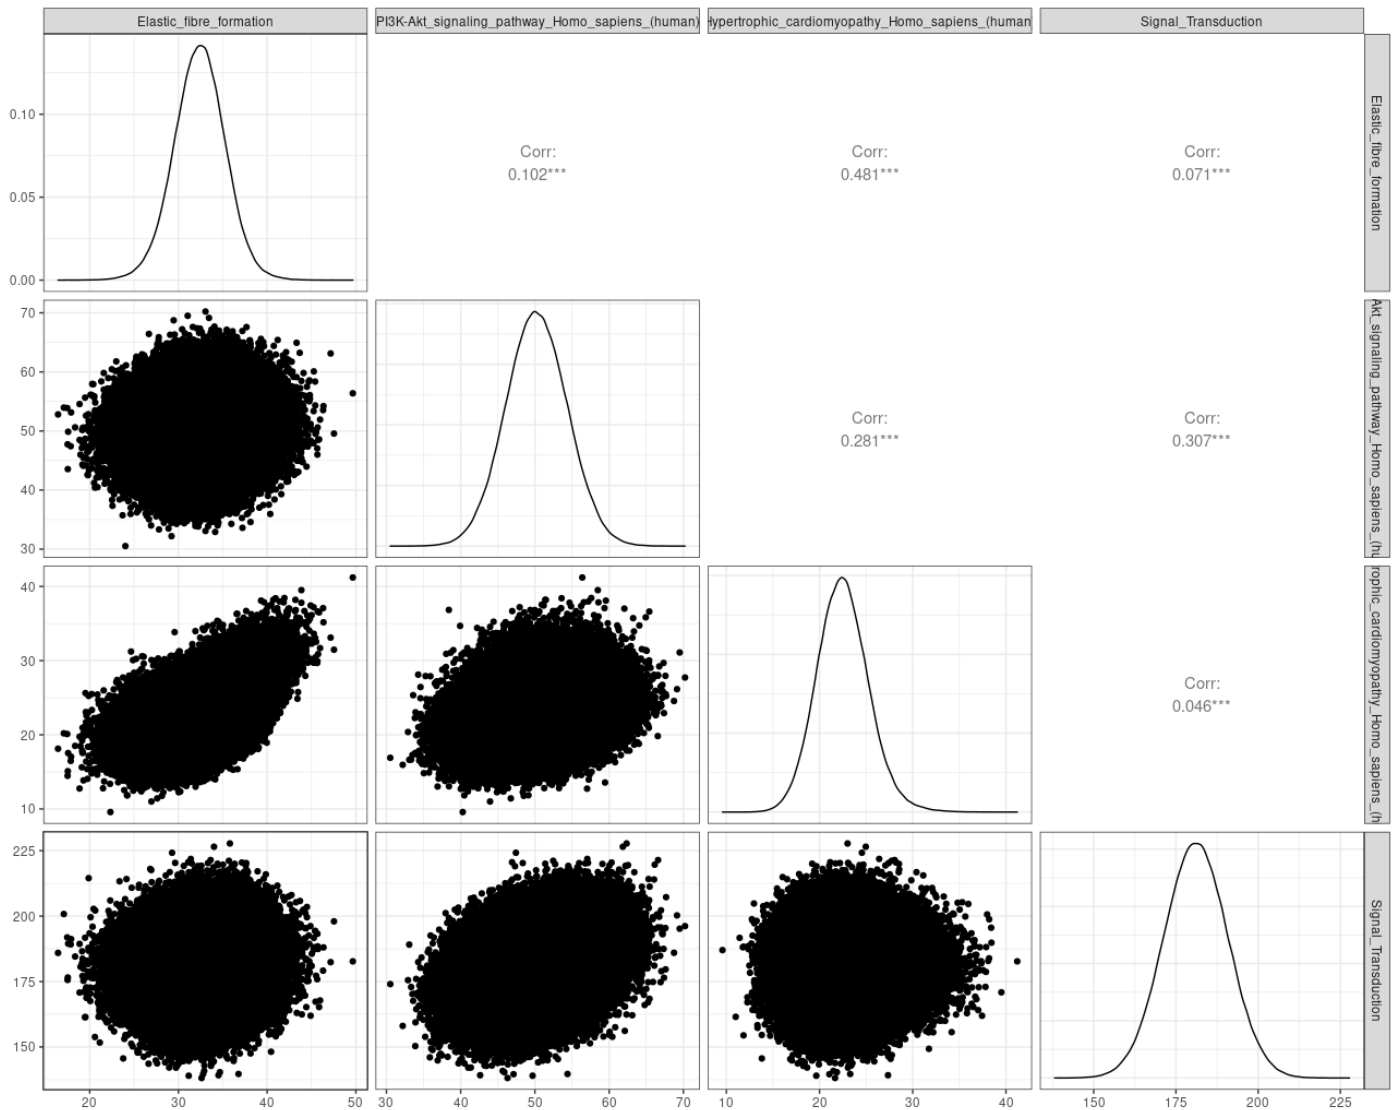 Elastic_fibre_formation
PI3K-Akt_signaling_pathway_Homo_sapiens_(human)
Hypertrophic_cardiomyopathy_Homo_sapiens_(human
Signal_Transduction
0.10
0.05
0.00
Corr:
0.102***
Corr:
0.481***
Corr:
0.071***
Elastic_fibre_formation
70
60
50
40
30
Corr:
0.281***
Corr:
0.307***
Akt_signaling_pathway_Homo_sapiens_(hu
40
30
20
10
Corr:
0.046***
rophic_cardiomyopathy_Homo_sapiens_(h
225
200
175
150
Signal_Transduction
20 30 40 50
30 40 50 60 70
10 20 30 40
150 175 200 225